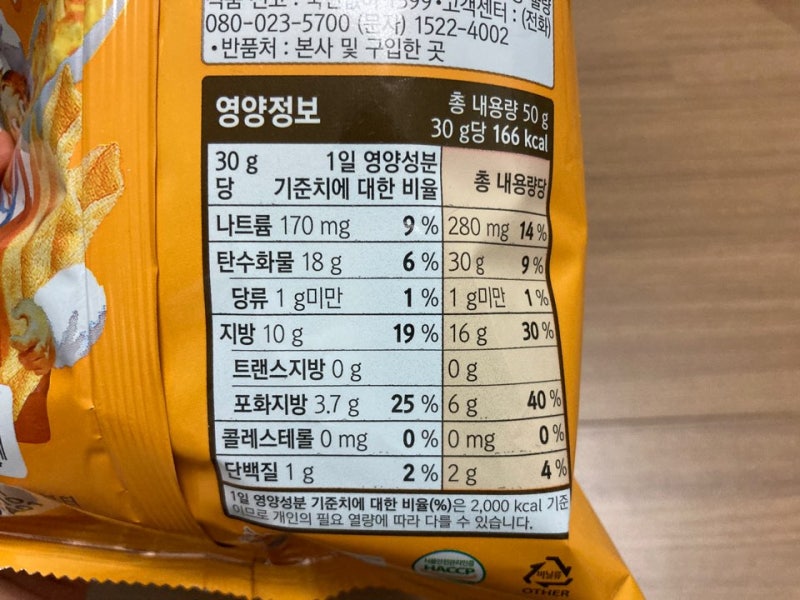 1399•고객센터 : (전화)
080-023-5700 (문자) 1522-4002
•반품처 : 본사 및 구입한 곳
영양정보
총 내용량 50 g
30 g당 166 kcal
30 g당 1일 영양성분 기준치에 대한 비율 총 내용량당
나트륨 170 mg 9 % 280 mg 14 %
탄수화물 18 g 6 % 30 g 9 %
당류 1 g미만 1 % 1 g미만 1 %
지방 10 g 19 % 16 g 30 %
트랜스지방 0 g 0 g
포화지방 3.7 g 25 % 6 g 40 %
콜레스테롤 0 mg 0 % 0 mg 0 %
단백질 1 g 2 % 2 g 4 %
1일 영양성분 기준치에 대한 비율(%)은 2,000 kcal 기준
이므로 개인의 필요 열량에 따라 다를 수 있습니다.
HACCP
비닐류
OTHER